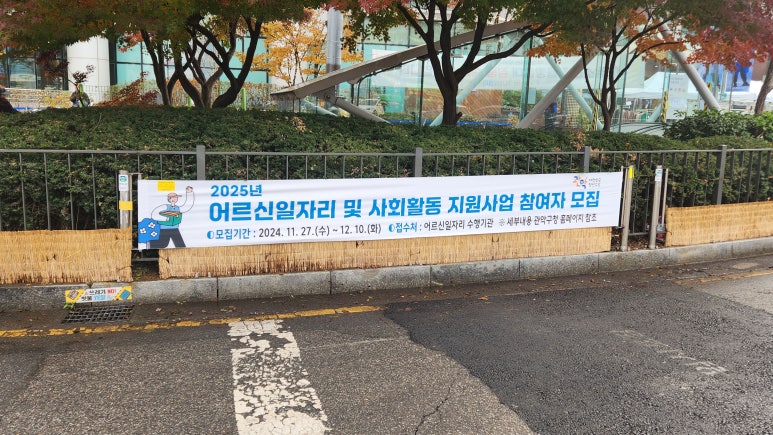 2025년
어르신일자리 및 사회활동 지원사업 참여자 모집
모집기간 : 2024. 11. 27.(수) ~ 12. 10.(화) 접수처 : 어르신일자리 수행기관 ※ 세부내용 관악구청 홈페이지 참조